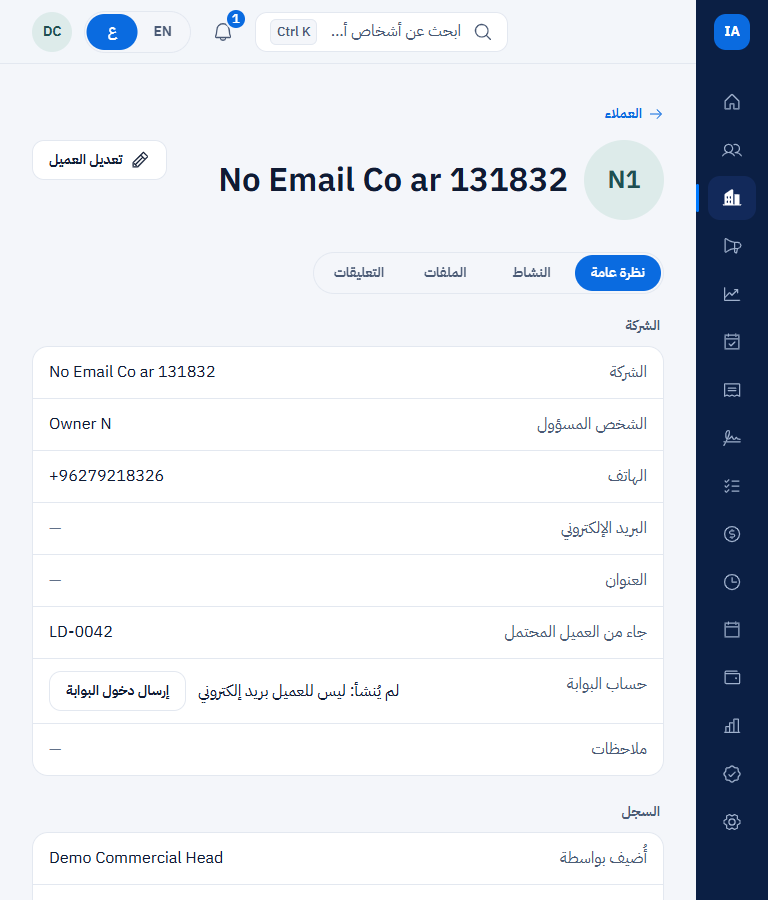 IA
ابحث عن أشخاص أ...
Ctrl K
1
EN
ع
DC
العملاء
N1
No Email Co ar 131832
تعديل العميل
نظرة عامة
النشاط
الملفات
التعليقات
الشركة
الشركة
No Email Co ar 131832
الشخص المسؤول
Owner N
الهاتف
+96279218326
البريد الإلكتروني
—
العنوان
—
جاء من العميل المحتمل
LD-0042
حساب البوابة
لم يُنشأ: ليس للعميل بريد إلكتروني
إرسال دخول البوابة
ملاحظات
—
السجل
أُضيف بواسطة
Demo Commercial Head